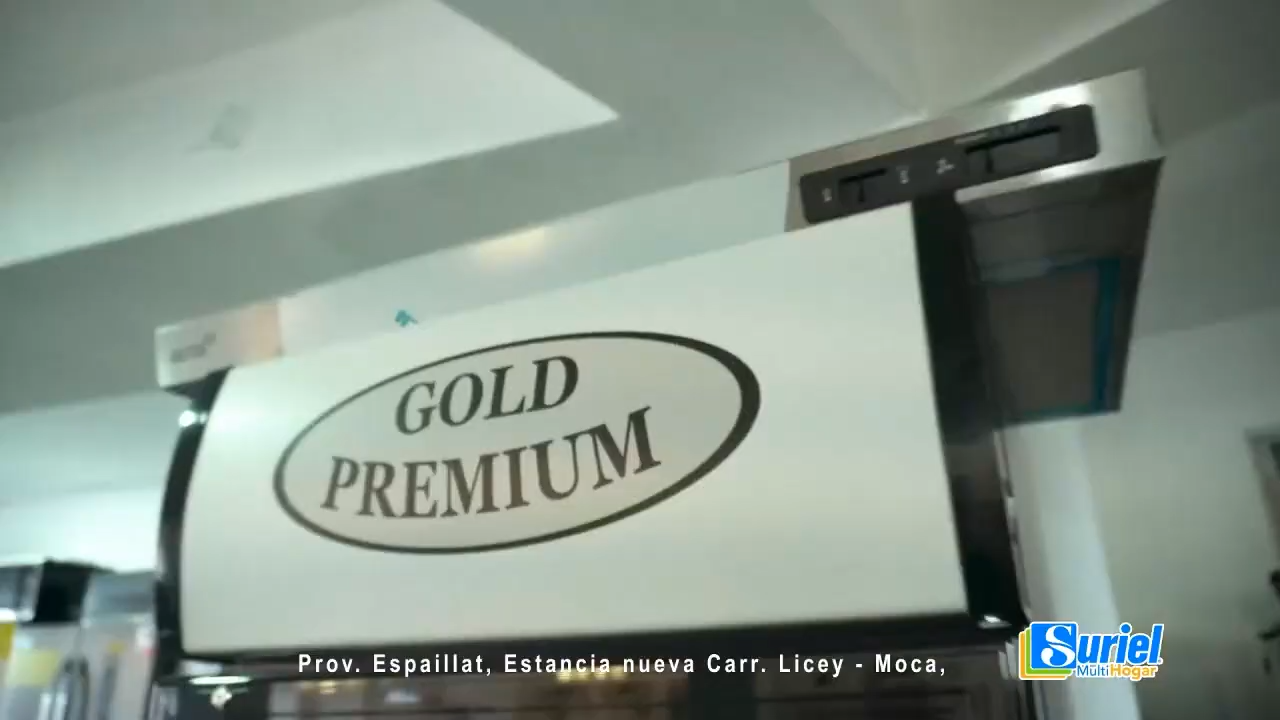 GOLD
PREMIUM
Prov. Espaillat, Estancia nueva Carr. Licey - Moca,
Suriel
MultiHogar